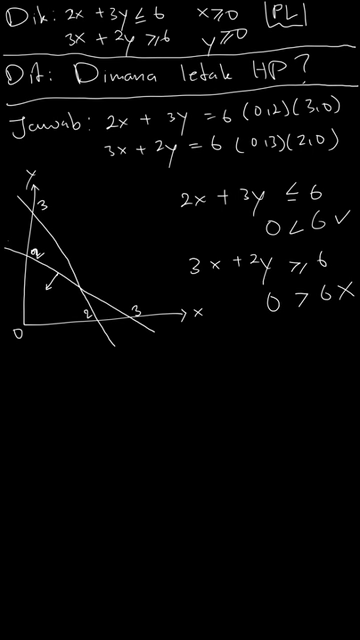 Dik: 2x + 3y ≤ 6 x ≥ 0 [PL]
3x + 2y ≥ 6 y ≥ 0
Dit: Dimana letak HP?
Jawab: 2x + 3y = 6 (0,2) (3,0)
3x + 2y = 6 (0,3) (2,0)
y
3
2x + 3y ≤ 6
0 < 6 ✓
2
3x + 2y ≥ 6
0 > 6 X
2 3 x
0